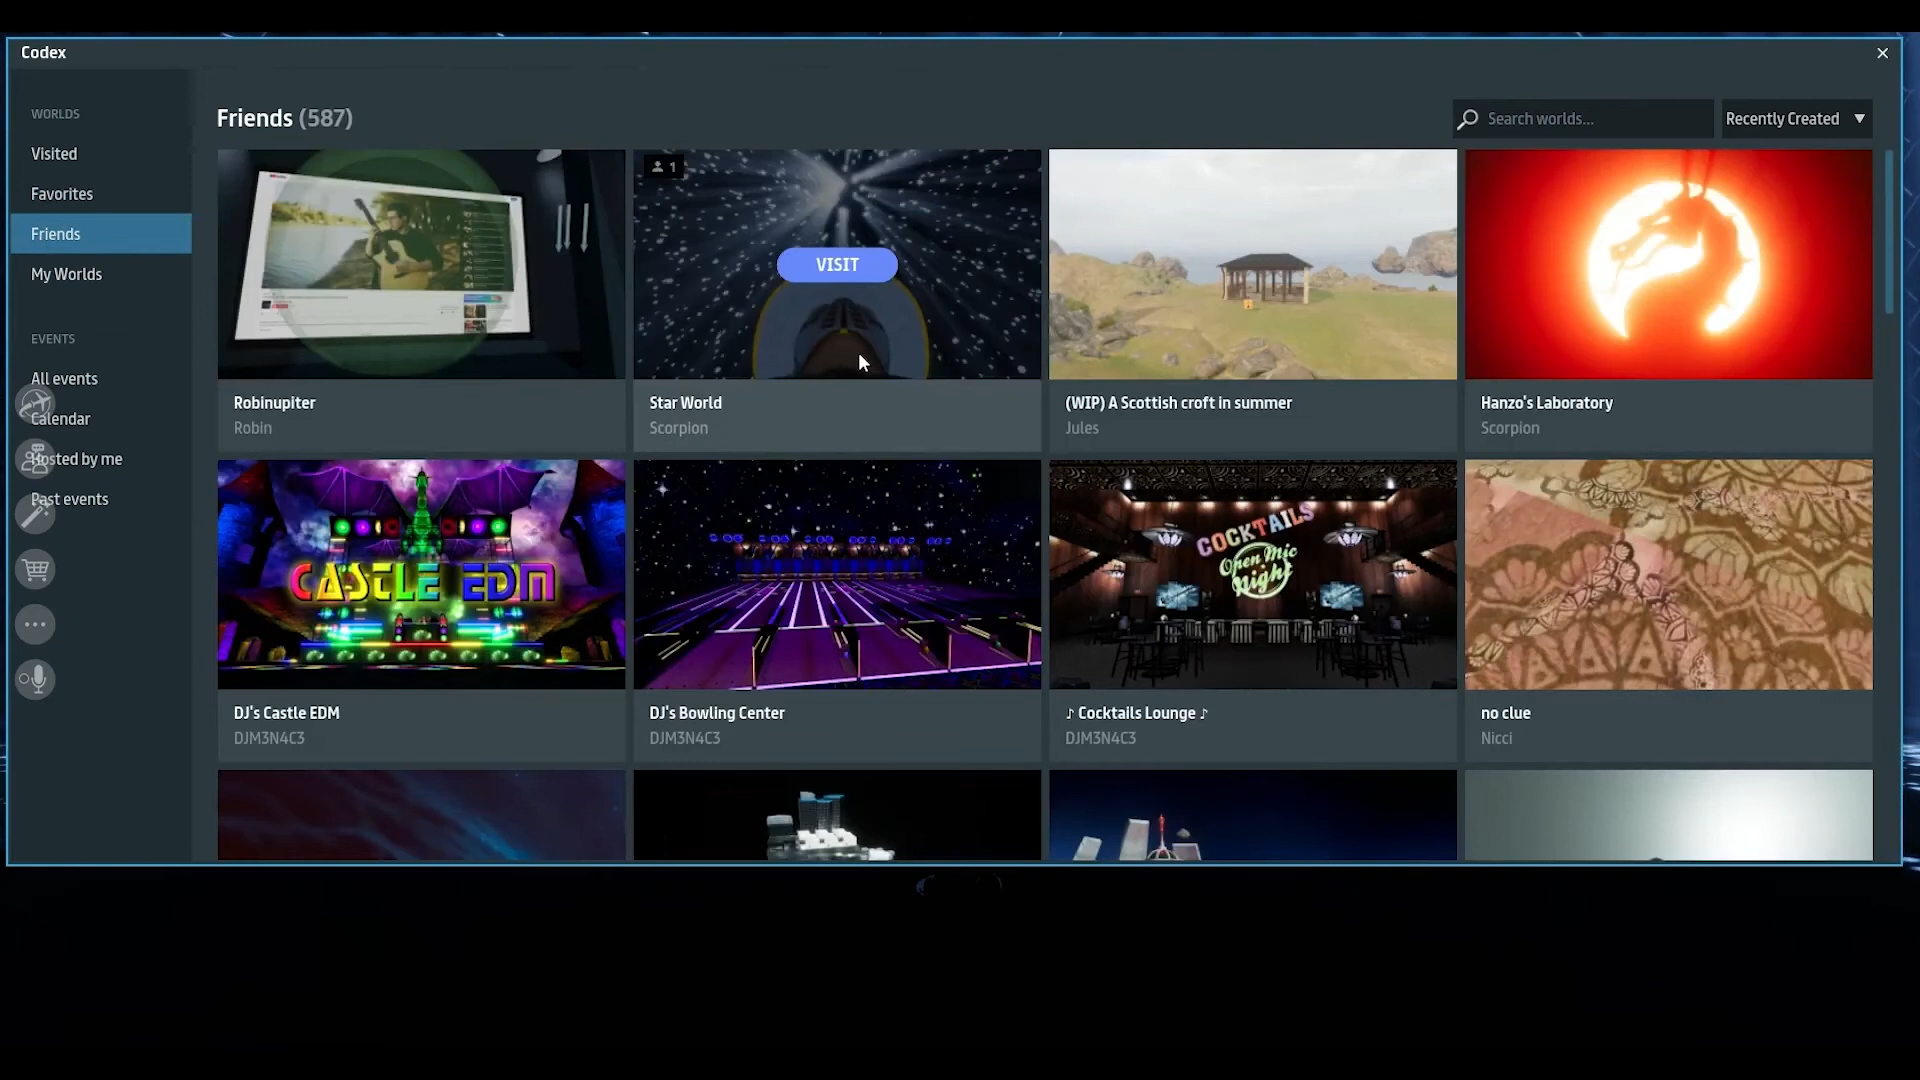 Codex
WORLDS
Visited
Favorites
Friends
My Worlds
EVENTS
All events
Calendar
Hosted by me
Past events
Friends (587)
Search worlds...
Recently Created
1
VISIT
Robinupiter
Robin
Star World
Scorpion
(WIP) A Scottish croft in summer
Jules
Hanzo's Laboratory
Scorpion
CASTLE EDM
COCKTAILS
Open Mic
Night
DJ's Castle EDM
DJM3N4C3
DJ's Bowling Center
DJM3N4C3
♪ Cocktails Lounge ♪
DJM3N4C3
no clue
Nicci